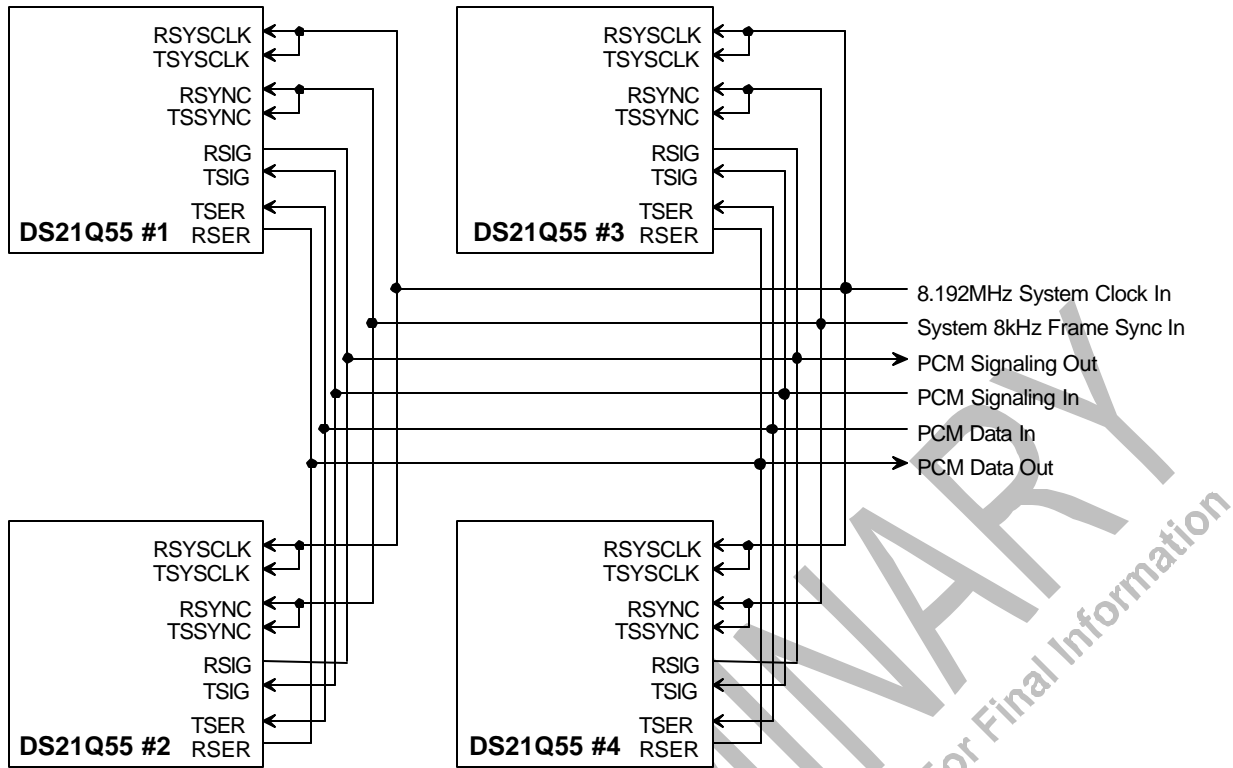 RSYSCLK
TSYSCLK
RSYNC
TSSYNC
RSIG
TSIG
TSER
DS21Q55 #1 RSER
RSYSCLK
TSYSCLK
RSYNC
TSSYNC
RSIG
TSIG
TSER
DS21Q55 #3 RSER
8.192MHz System Clock In
System 8kHz Frame Sync In
PCM Signaling Out
PCM Signaling In
PCM Data In
PCM Data Out
RSYSCLK
TSYSCLK
RSYNC
TSSYNC
RSIG
TSIG
TSER
DS21Q55 #2 RSER
RSYSCLK
TSYSCLK
RSYNC
TSSYNC
RSIG
TSIG
TSER
DS21Q55 #4 RSER
INARY
For Final Information